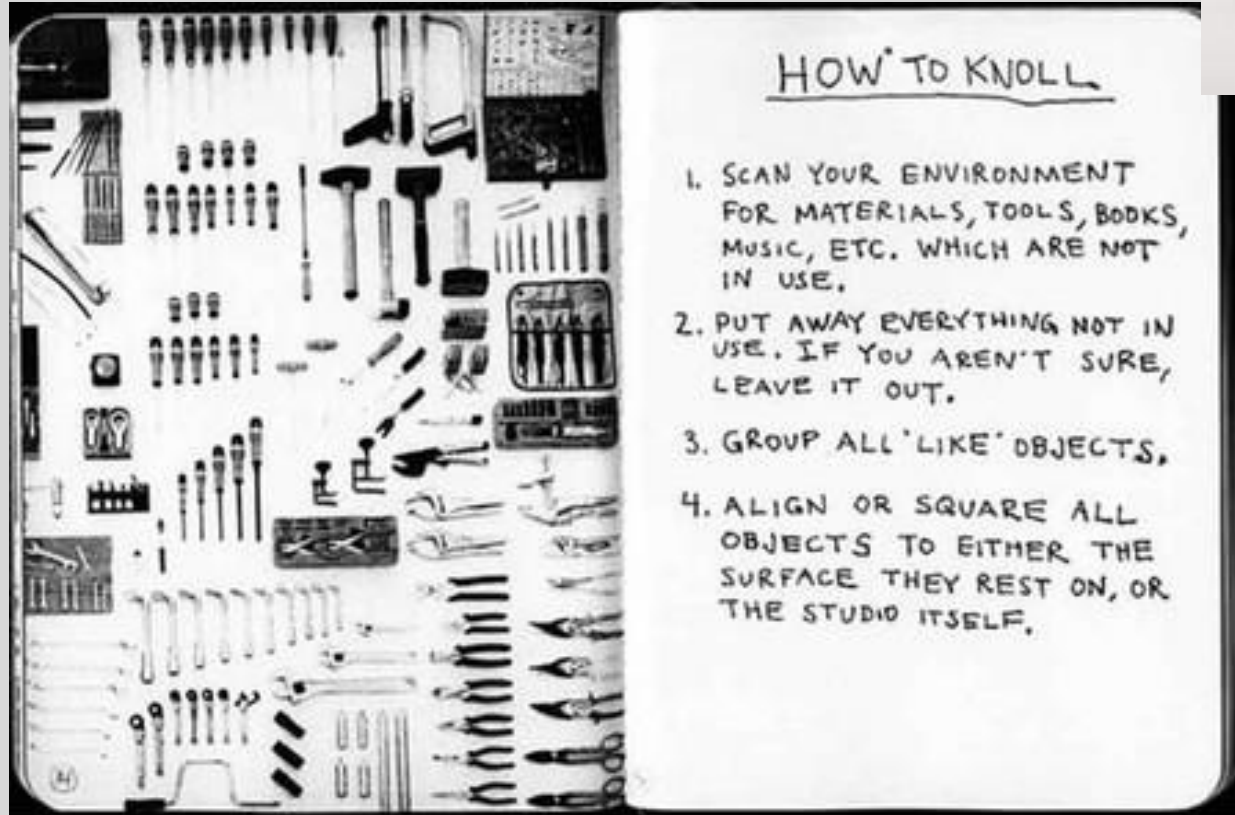 HOW TO KNOLL
1. SCAN YOUR ENVIRONMENT
FOR MATERIALS, TOOLS, BOOKS,
MUSIC, ETC. WHICH ARE NOT
IN USE.
2. PUT AWAY EVERYTHING NOT IN
USE. IF YOU AREN'T SURE,
LEAVE IT OUT.
3. GROUP ALL 'LIKE' OBJECTS.
4. ALIGN OR SQUARE ALL
OBJECTS TO EITHER THE
SURFACE THEY REST ON, OR
THE STUDIO ITSELF.